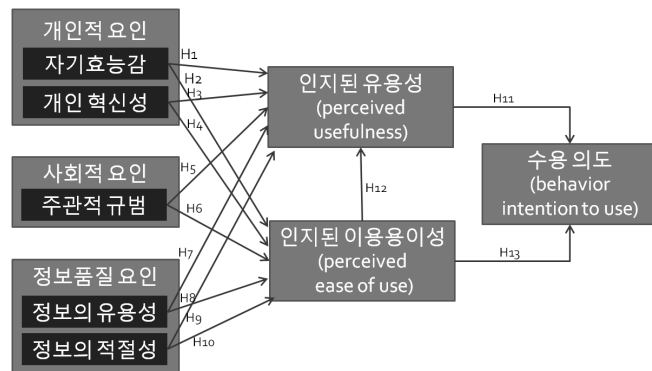 개인적 요인
자기효능감
개인 혁신성
사회적 요인
주관적 규범
정보품질 요인
정보의 유용성
정보의 적절성
H1
H2
H3
H4
H5
H6
H7
H8
H9
H10
인지된 유용성
(perceived
usefulness)
H12
인지된 이용용이성
(perceived
ease of use)
H11
H13
수용 의도
(behavior
intention to use)